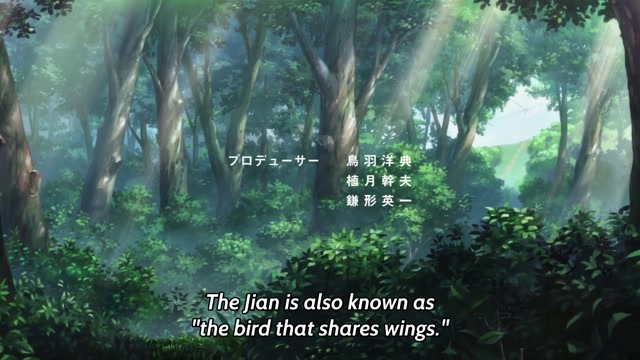 プロデューサー 鳥羽洋典
植月幹夫
鎌形英一
The Jian is also known as
"the bird that shares wings."